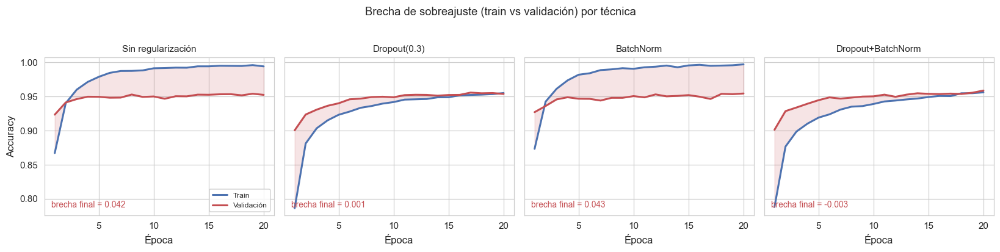 Brecha de sobreajuste (train vs validación) por técnica
Sin regularización
Dropout(0.3)
BatchNorm
Dropout+BatchNorm
Accuracy
1.00
0.95
0.90
0.85
0.80
brecha final = 0.042
Train
Validación
brecha final = 0.001
brecha final = 0.043
brecha final = -0.003
5 10 15 20
5 10 15 20
5 10 15 20
5 10 15 20
Época
Época
Época
Época